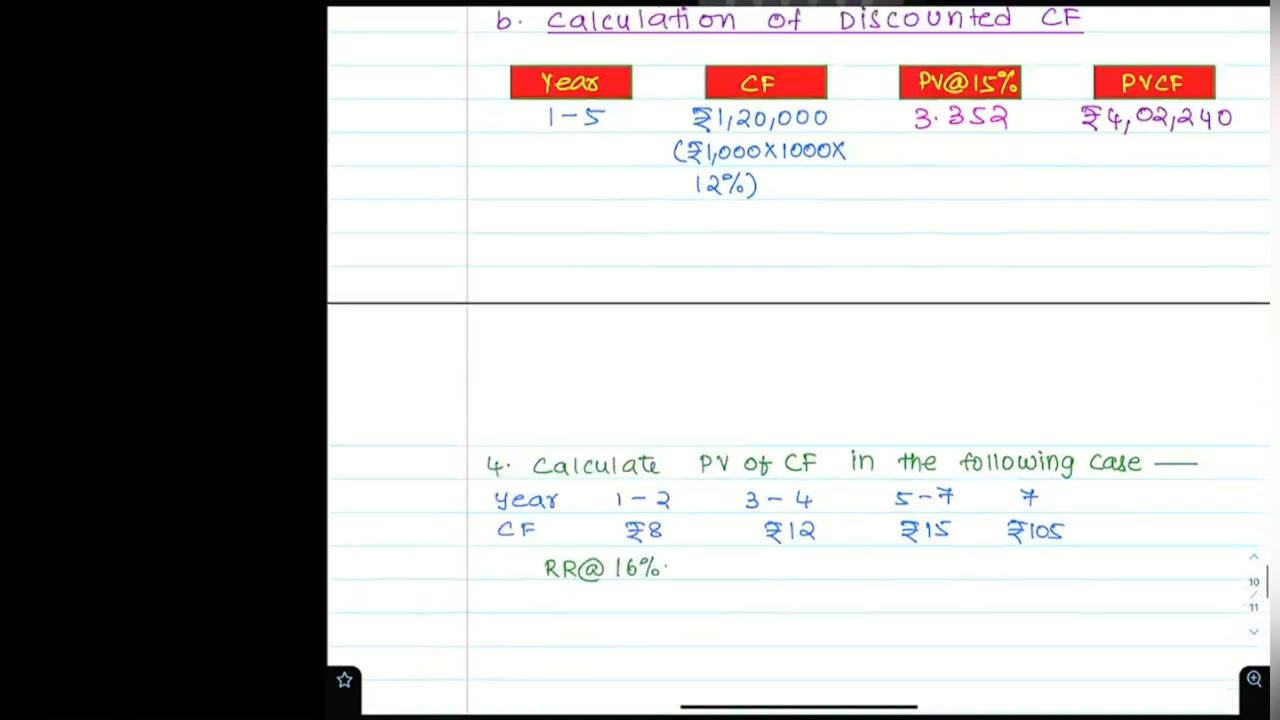 b. Calculation of Discounted CF
Year CF PV@15% PVCF
1-5 ₹1,20,000 3.352 ₹4,02,240
(₹1,000X1000X
12%)
4. Calculate PV of CF in the following case —
Year 1-2 3-4 5-7 7
CF ₹8 ₹12 ₹15 ₹105
RR@ 16%.
10
/
11